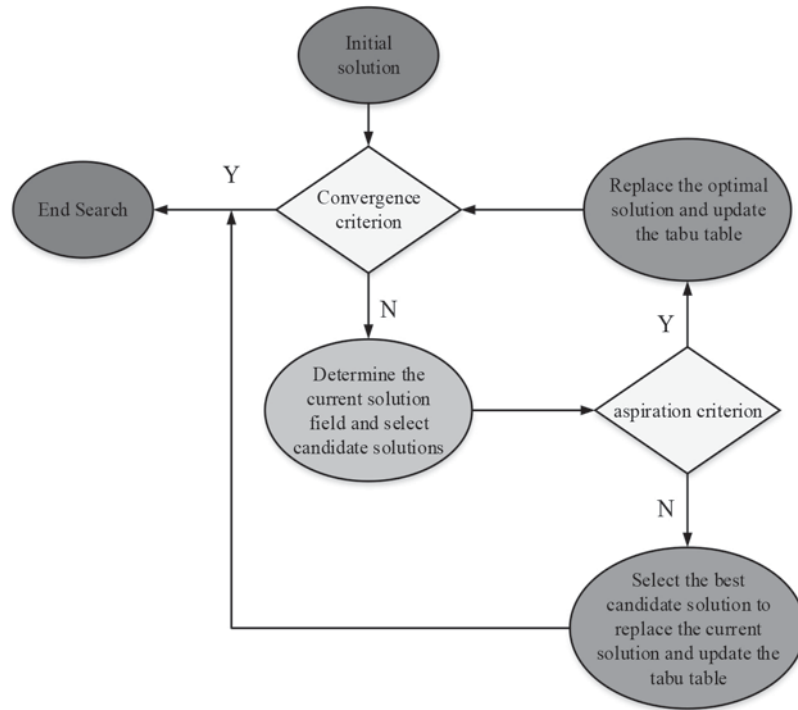 Initial
solution
Y
End Search
Convergence
criterion
Replace the optimal
solution and update
the tabu table
N
Y
Determine the
current solution
field and select
candidate solutions
aspiration criterion
N
Select the best
candidate solution to
replace the current
solution and update the
tabu table